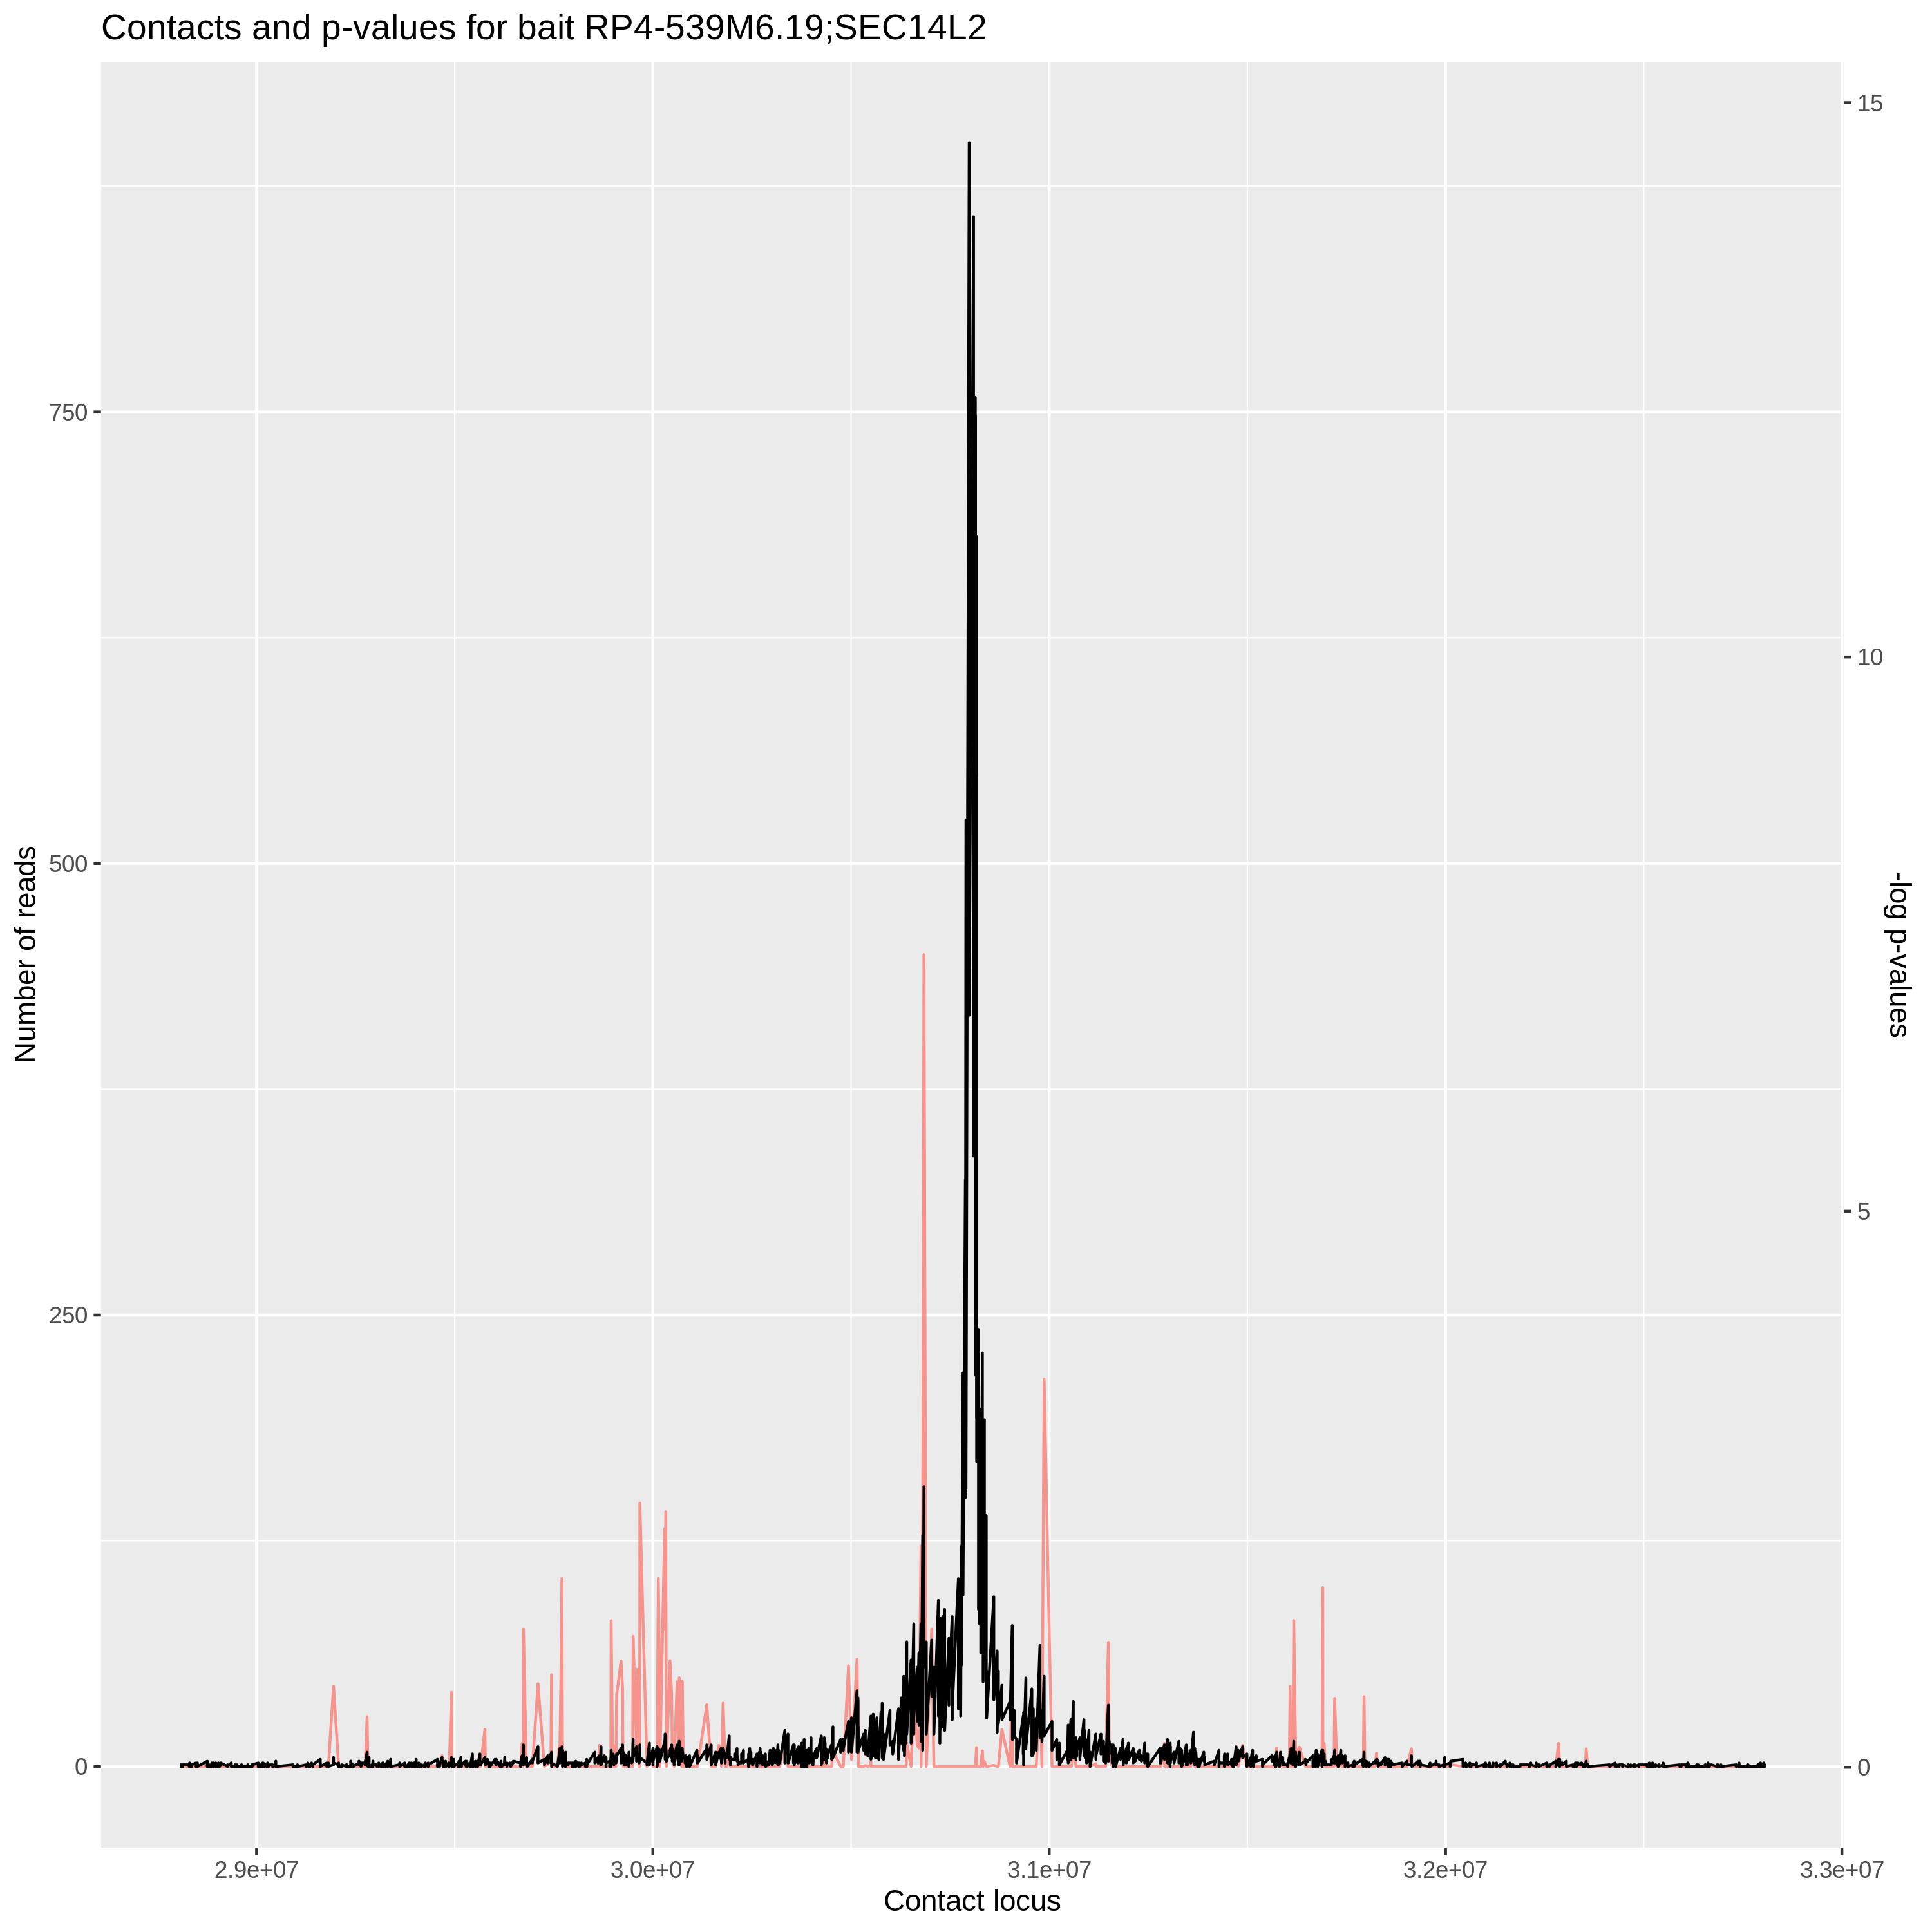 Contacts and p-values for bait RP4-539M6.19;SEC14L2
15
750
10
500
Number of reads
-log p-values
5
250
0
0
2.9e+07
3.0e+07
3.1e+07
3.2e+07
3.3e+07
Contact locus